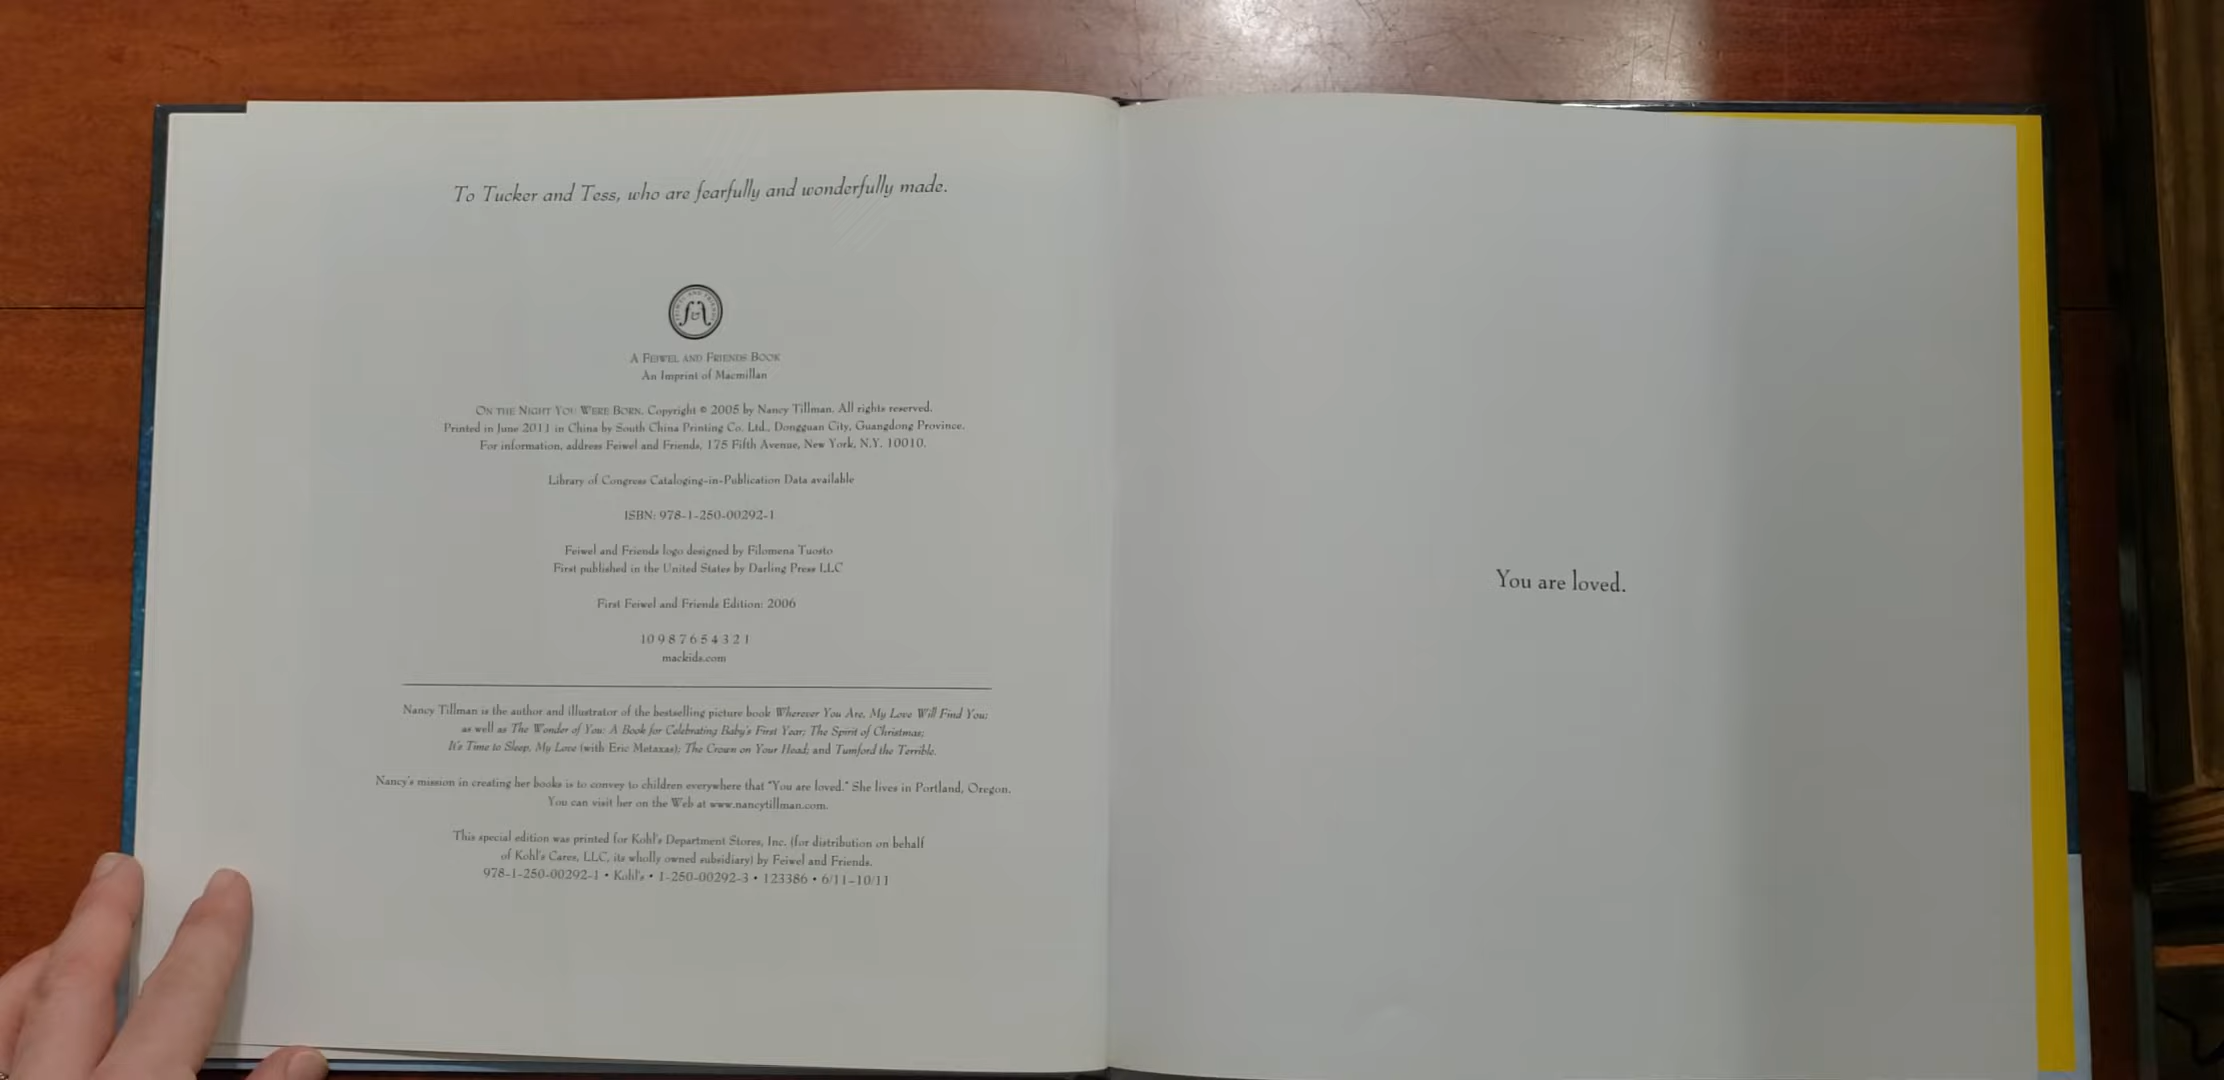 To Tucker and Tess, who are fearfully and wonderfully made.
FEIWEL AND FRIENDS
f&f
A FEIWEL AND FRIENDS BOOK
An Imprint of Macmillan
ON THE NIGHT YOU WERE BORN. Copyright © 2005 by Nancy Tillman. All rights reserved.
Printed in June 2011 in China by South China Printing Co. Ltd., Dongguan City, Guangdong Province.
For information, address Feiwel and Friends, 175 Fifth Avenue, New York, N.Y. 10010.
Library of Congress Cataloging-in-Publication Data available
ISBN: 978-1-250-00292-1
Feiwel and Friends logo designed by Filomena Tuosto
First published in the United States by Darling Press LLC
First Feiwel and Friends Edition: 2006
10 9 8 7 6 5 4 3 2 1
mackids.com
Nancy Tillman is the author and illustrator of the bestselling picture book Wherever You Are, My Love Will Find You;
as well as The Wonder of You: A Book for Celebrating Baby's First Year; The Spirit of Christmas;
It's Time to Sleep, My Love (with Eric Metaxas); The Crown on Your Head; and Tumford the Terrible.
Nancy's mission in creating her books is to convey to children everywhere that "You are loved." She lives in Portland, Oregon.
You can visit her on the Web at www.nancytillman.com.
This special edition was printed for Kohl's Department Stores, Inc. (for distribution on behalf
of Kohl's Cares, LLC, its wholly owned subsidiary) by Feiwel and Friends.
978-1-250-00292-1 • Kohl's • 1-250-00292-3 • 123386 • 6/11–10/11
You are loved.